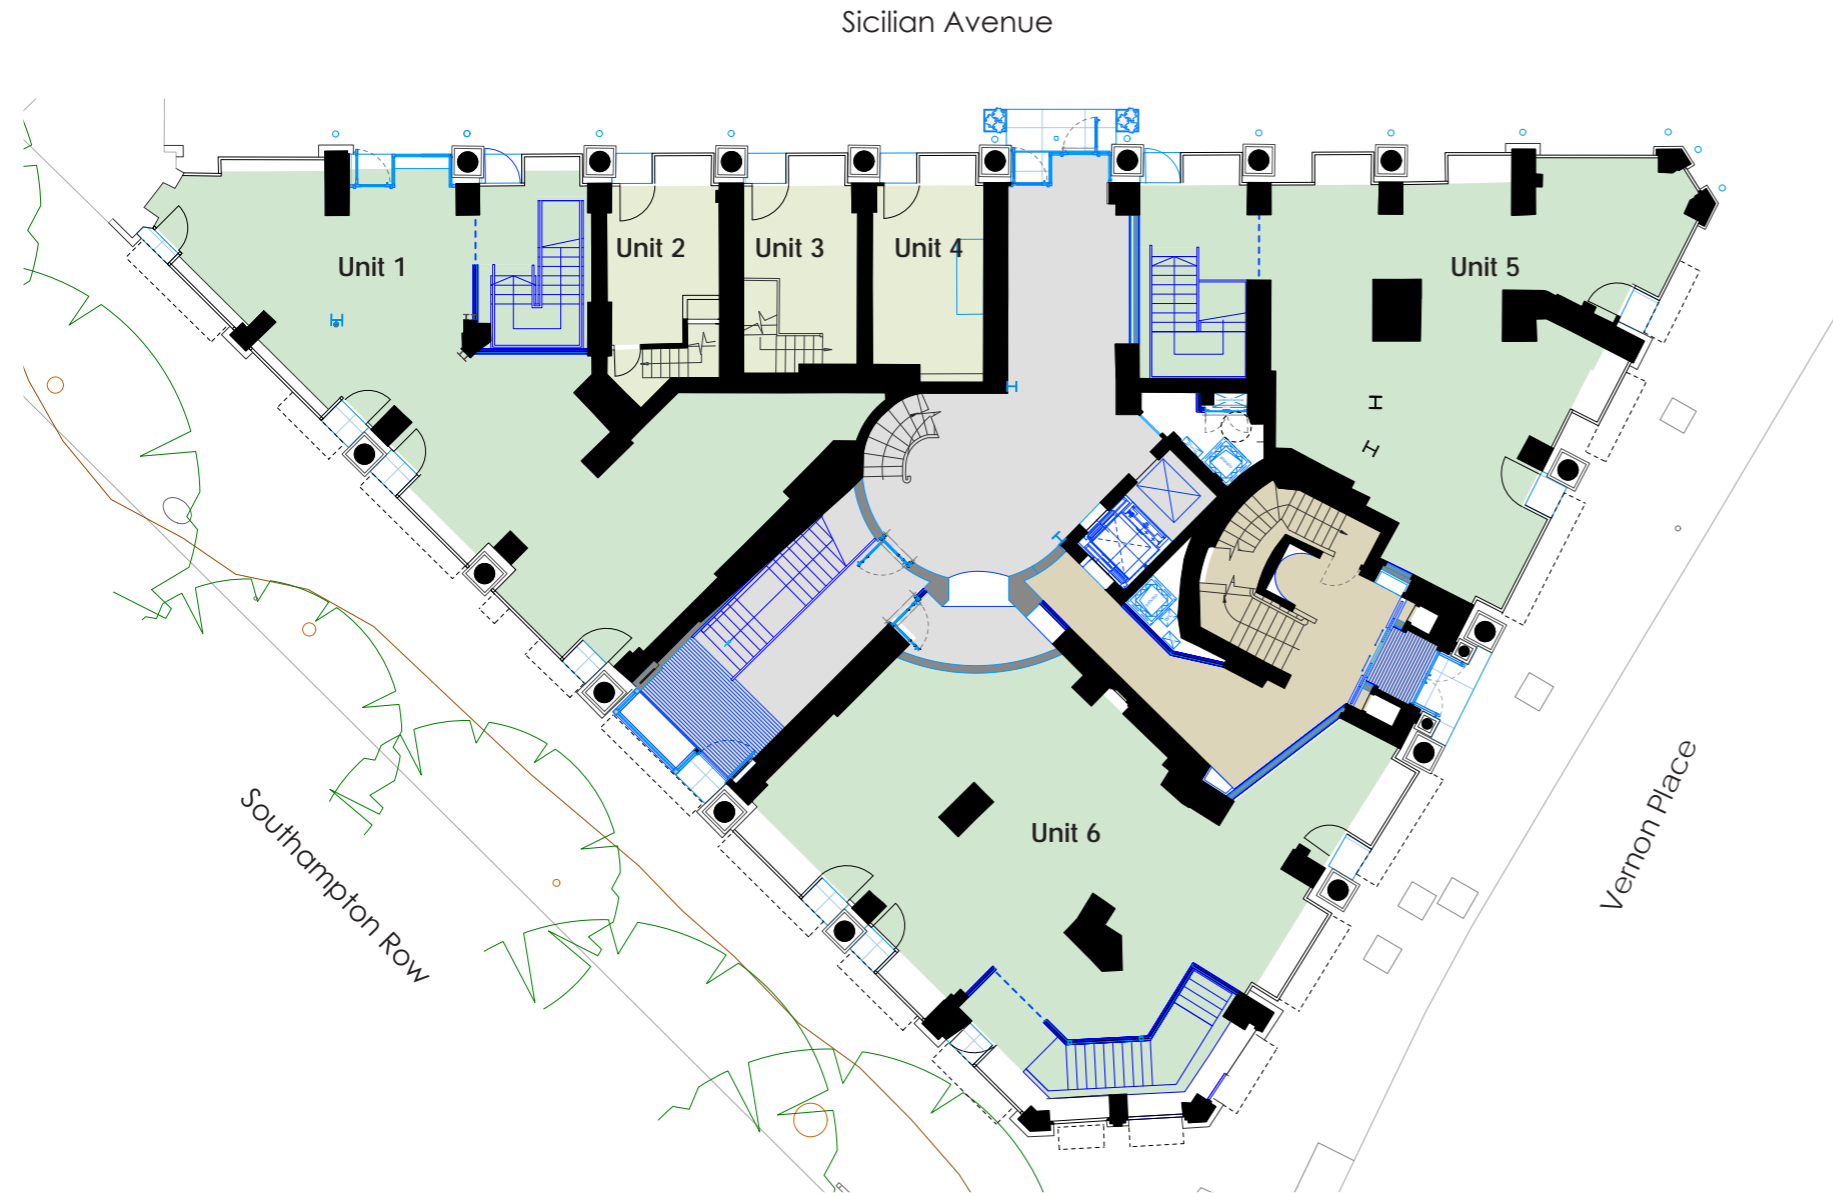 Sicilian Avenue
Unit 1
Unit 2
Unit 3
Unit 4
Unit 5
Unit 6
Southampton Row
Vernon Place